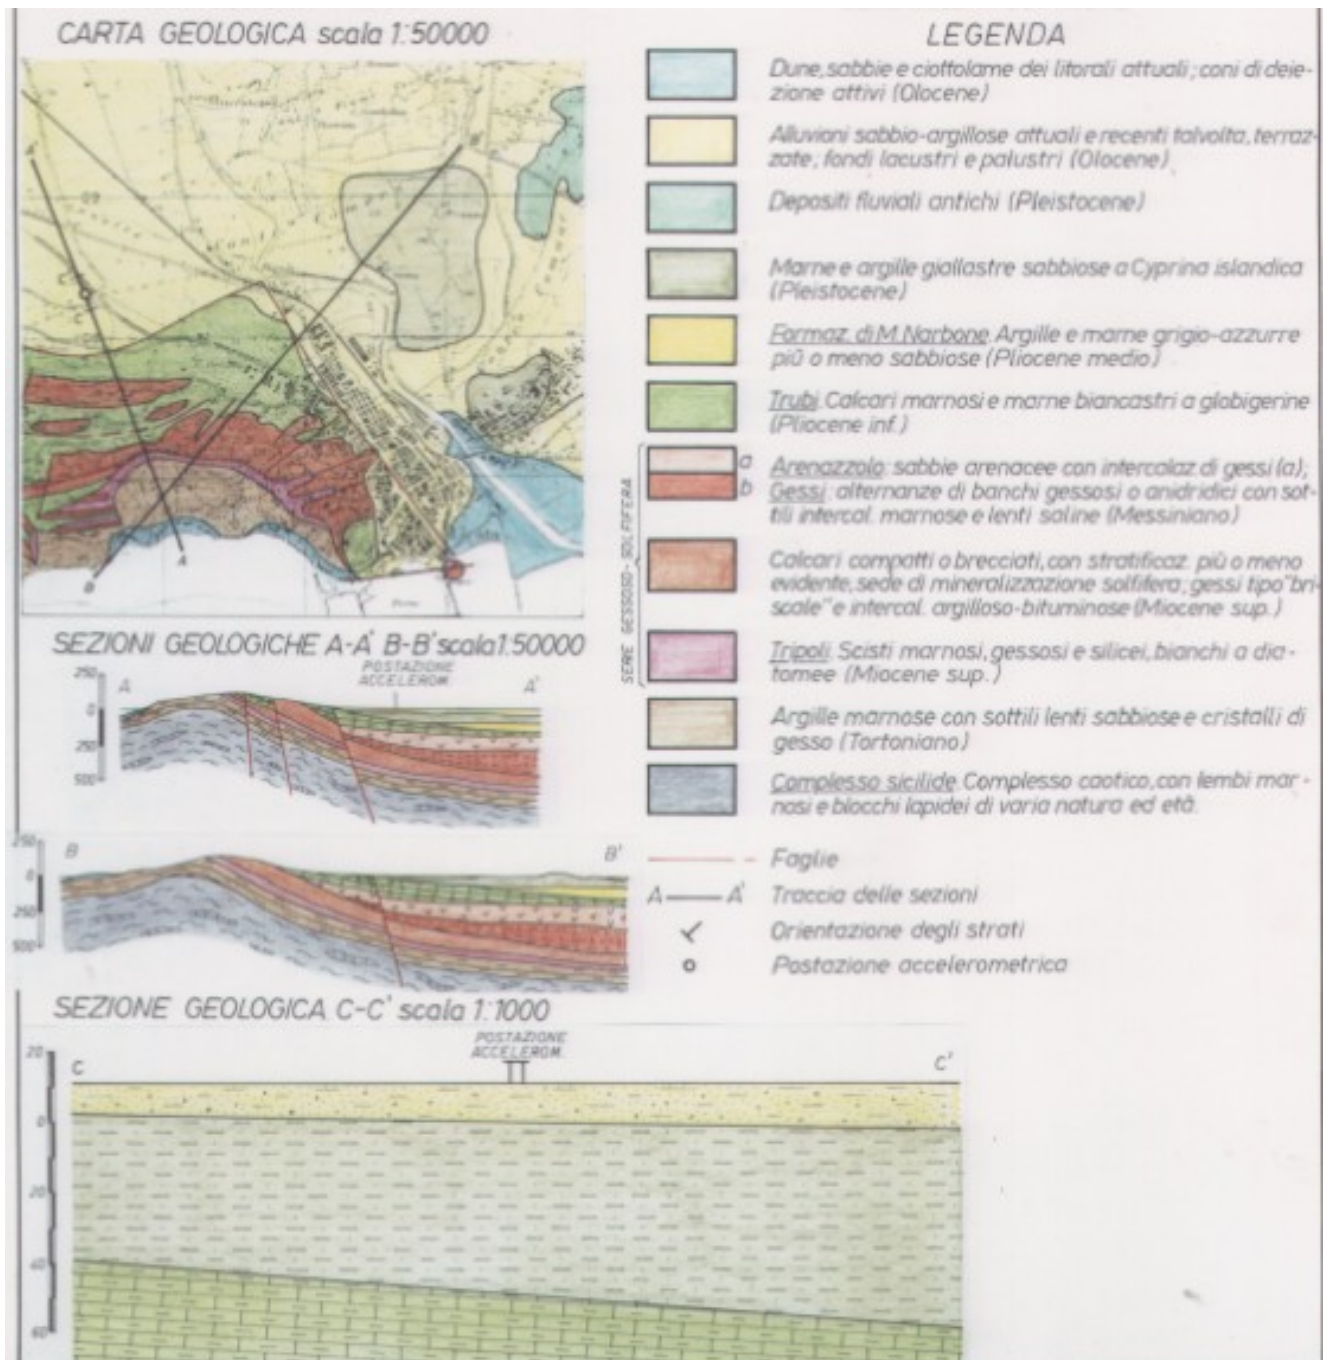 CARTA GEOLOGICA scala 1:50000
LEGENDA
Dune, sabbie e ciottolame dei litorali attuali; coni di deie-
zione attivi (Olocene)
Alluvioni sabbio-argillose attuali e recenti talvolta, terraz-
zate; fondi lacustri e palustri (Olocene)
Depositi fluviali antichi (Pleistocene)
Marne e argille giallastre sabbiose a Cyprina islandica
(Pleistocene)
Formaz. di M. Narbone. Argille e marne grigio-azzurre
più o meno sabbiose (Pliocene medio)
Trubi. Calcari marnosi e marne biancastri a globigerine
(Pliocene inf.)
SERIE GESSOSO-SOLFIFERA
a
b
Arenazzolo: sabbie arenacee con intercalaz. di gessi (a);
Gessi: alternanze di banchi gessosi o anidridici con sot-
tili intercal. marnose e lenti saline (Messiniano)
Calcari compatti o brecciati, con stratificaz. più o meno
evidente, sede di mineralizzazione solfifera; gessi tipo "bri-
scale" e intercal. argilloso-bituminose (Miocene sup.)
Tripoli. Scisti marnosi, gessosi e silicei, bianchi a dia-
tomee (Miocene sup.)
Argille marnose con sottili lenti sabbiose e cristalli di
gesso (Tortoniano)
Complesso sicilide. Complesso caotico, con lembi mar-
nosi e blocchi lapidei di varia natura ed età.
Faglie
A A' Traccia delle sezioni
Orientazione degli strati
Postazione accelerometrica
A'
B'
C
C'
A
B
SEZIONI GEOLOGICHE A-A' B-B' scala 1:50000
POSTAZIONE
ACCELEROM.
A
A'
250
0
250
500
B
B'
250
0
250
500
SEZIONE GEOLOGICA C-C' scala 1:1000
POSTAZIONE
ACCELEROM.
C
C'
20
0
20
40
60